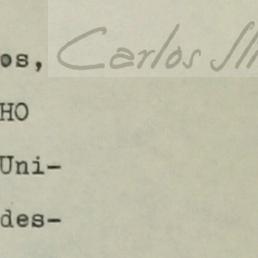 os, Carlos
HO
Uni-
des-